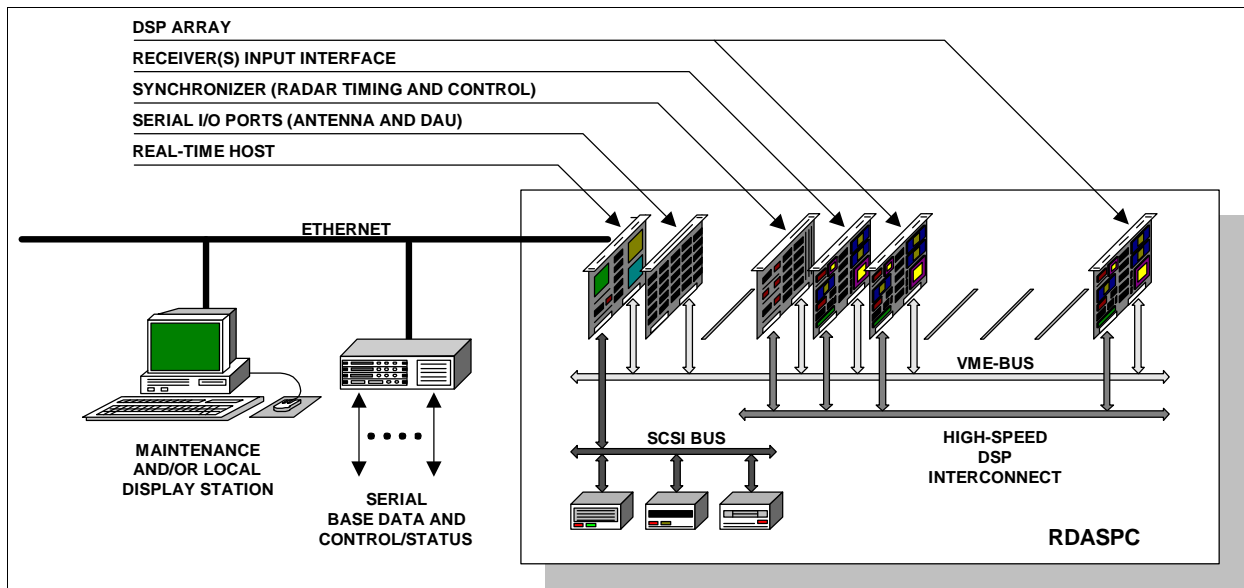 DSP ARRAY
RECEIVER(S) INPUT INTERFACE
SYNCHRONIZER (RADAR TIMING AND CONTROL)
SERIAL I/O PORTS (ANTENNA AND DAU)
REAL-TIME HOST
ETHERNET
VME-BUS
MAINTENANCE
AND/OR LOCAL
DISPLAY STATION
SERIAL
BASE DATA AND
CONTROL/STATUS
SCSI BUS
HIGH-SPEED
DSP
INTERCONNECT
RDASPC